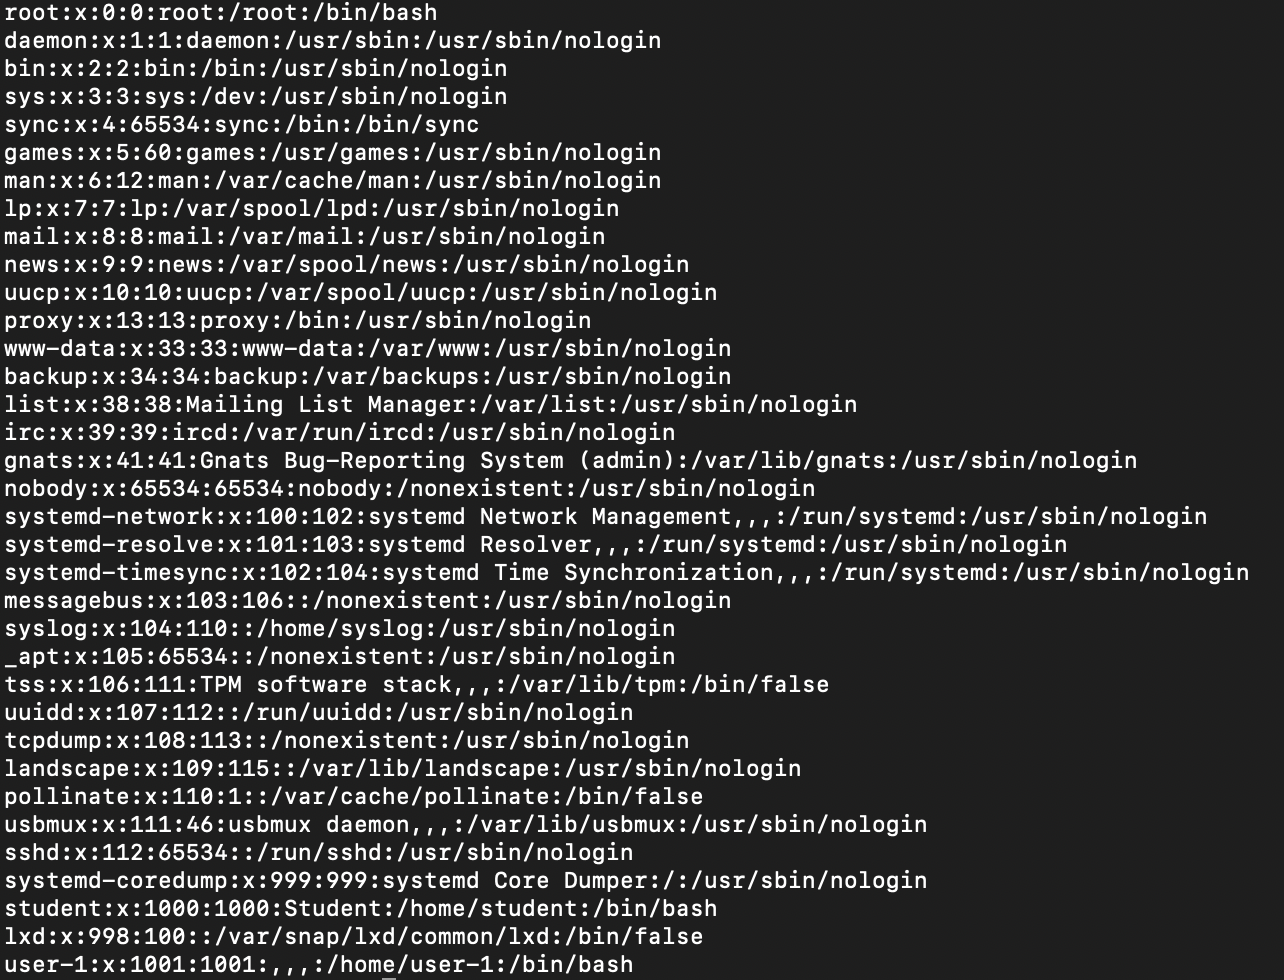 root:x:0:0:root:/root:/bin/bash
daemon:x:1:1:daemon:/usr/sbin:/usr/sbin/nologin
bin:x:2:2:bin:/bin:/usr/sbin/nologin
sys:x:3:3:sys:/dev:/usr/sbin/nologin
sync:x:4:65534:sync:/bin:/bin/sync
games:x:5:60:games:/usr/games:/usr/sbin/nologin
man:x:6:12:man:/var/cache/man:/usr/sbin/nologin
lp:x:7:7:lp:/var/spool/lpd:/usr/sbin/nologin
mail:x:8:8:mail:/var/mail:/usr/sbin/nologin
news:x:9:9:news:/var/spool/news:/usr/sbin/nologin
uucp:x:10:10:uucp:/var/spool/uucp:/usr/sbin/nologin
proxy:x:13:13:proxy:/bin:/usr/sbin/nologin
www-data:x:33:33:www-data:/var/www:/usr/sbin/nologin
backup:x:34:34:backup:/var/backups:/usr/sbin/nologin
list:x:38:38:Mailing List Manager:/var/list:/usr/sbin/nologin
irc:x:39:39:ircd:/var/run/ircd:/usr/sbin/nologin
gnats:x:41:41:Gnats Bug-Reporting System (admin):/var/lib/gnats:/usr/sbin/nologin
nobody:x:65534:65534:nobody:/nonexistent:/usr/sbin/nologin
systemd-network:x:100:102:systemd Network Management,,,:/run/systemd:/usr/sbin/nologin
systemd-resolve:x:101:103:systemd Resolver,,,:/run/systemd:/usr/sbin/nologin
systemd-timesync:x:102:104:systemd Time Synchronization,,,:/run/systemd:/usr/sbin/nologin
messagebus:x:103:106::/nonexistent:/usr/sbin/nologin
syslog:x:104:110::/home/syslog:/usr/sbin/nologin
_apt:x:105:65534::/nonexistent:/usr/sbin/nologin
tss:x:106:111:TPM software stack,,,:/var/lib/tpm:/bin/false
uuidd:x:107:112::/run/uuidd:/usr/sbin/nologin
tcpdump:x:108:113::/nonexistent:/usr/sbin/nologin
landscape:x:109:115::/var/lib/landscape:/usr/sbin/nologin
pollinate:x:110:1::/var/cache/pollinate:/bin/false
usbmux:x:111:46:usbmux daemon,,,:/var/lib/usbmux:/usr/sbin/nologin
sshd:x:112:65534::/run/sshd:/usr/sbin/nologin
systemd-coredump:x:999:999:systemd Core Dumper:/:/usr/sbin/nologin
student:x:1000:1000:Student:/home/student:/bin/bash
lxd:x:998:100::/var/snap/lxd/common/lxd:/bin/false
user-1:x:1001:1001:,,,:/home/user-1:/bin/bash